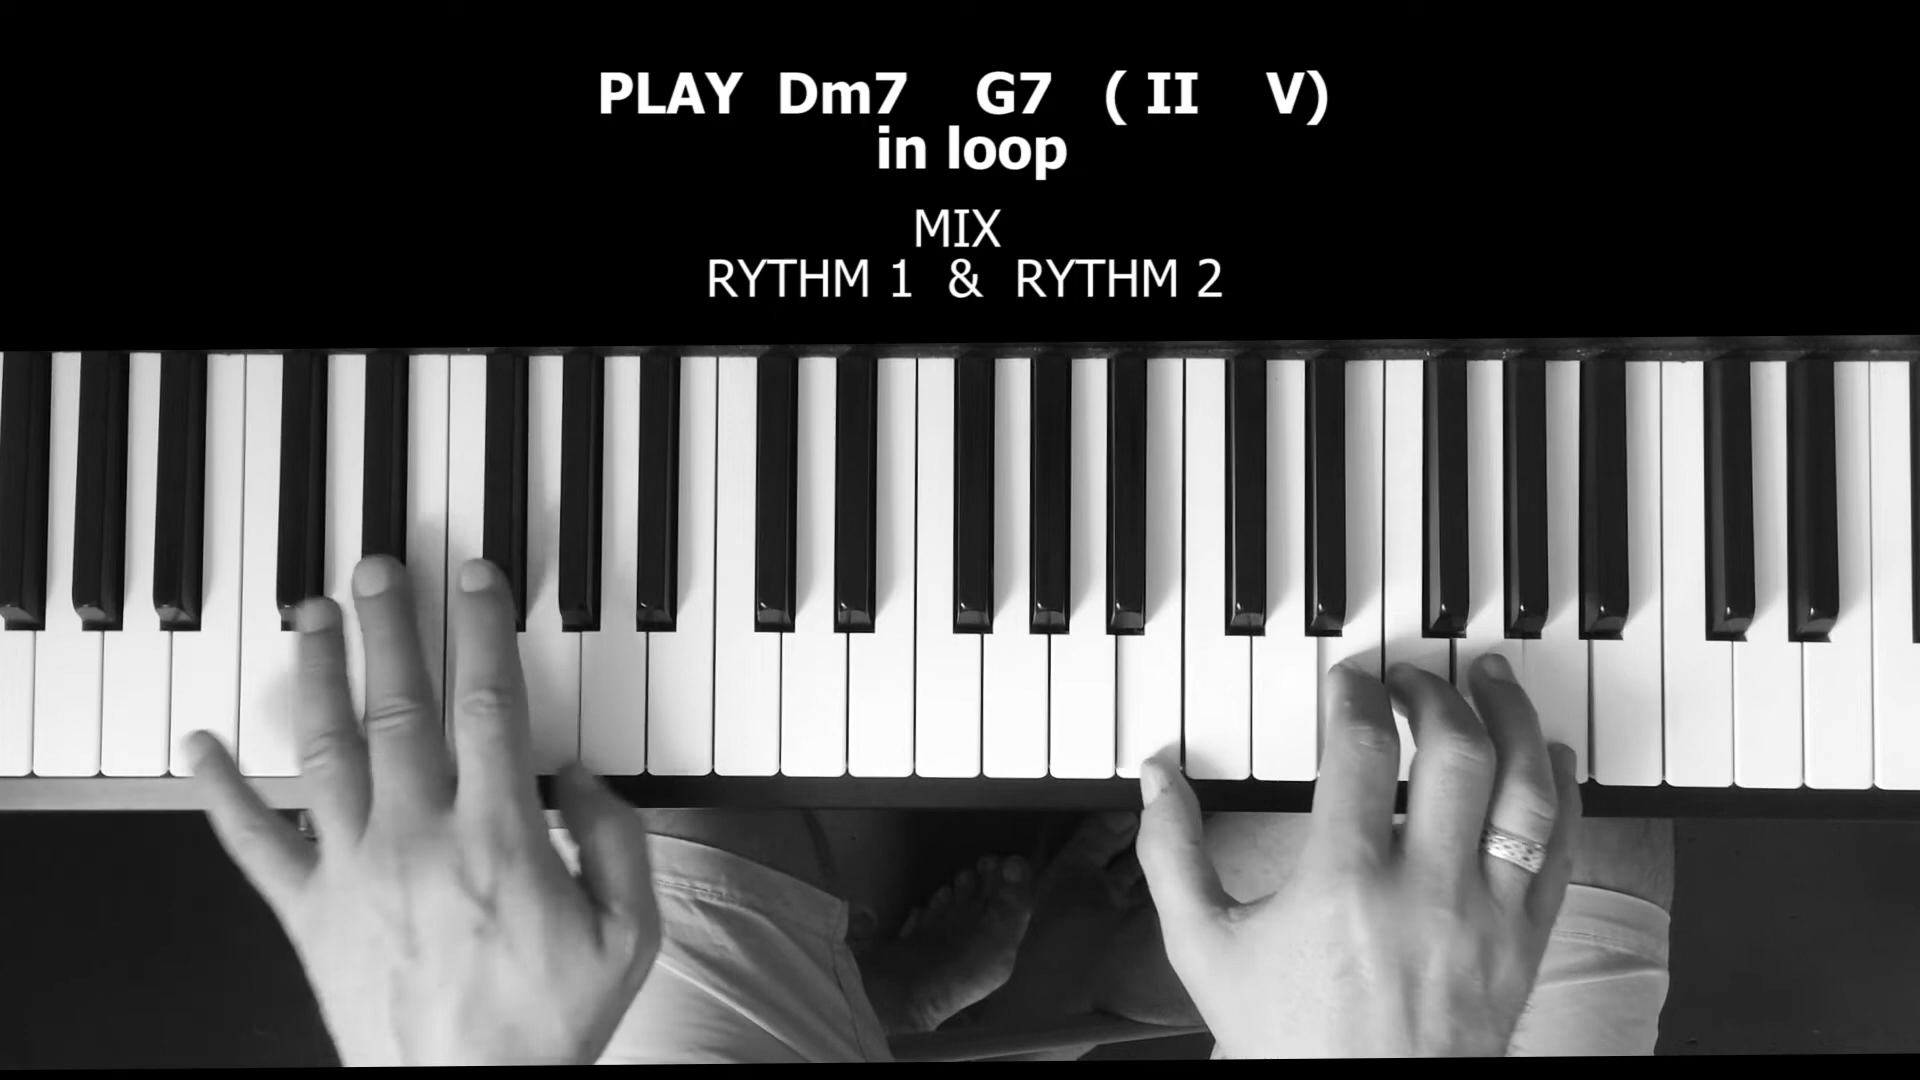 PLAY Dm7 G7 ( II V)
in loop
MIX
RYTHM 1 & RYTHM 2